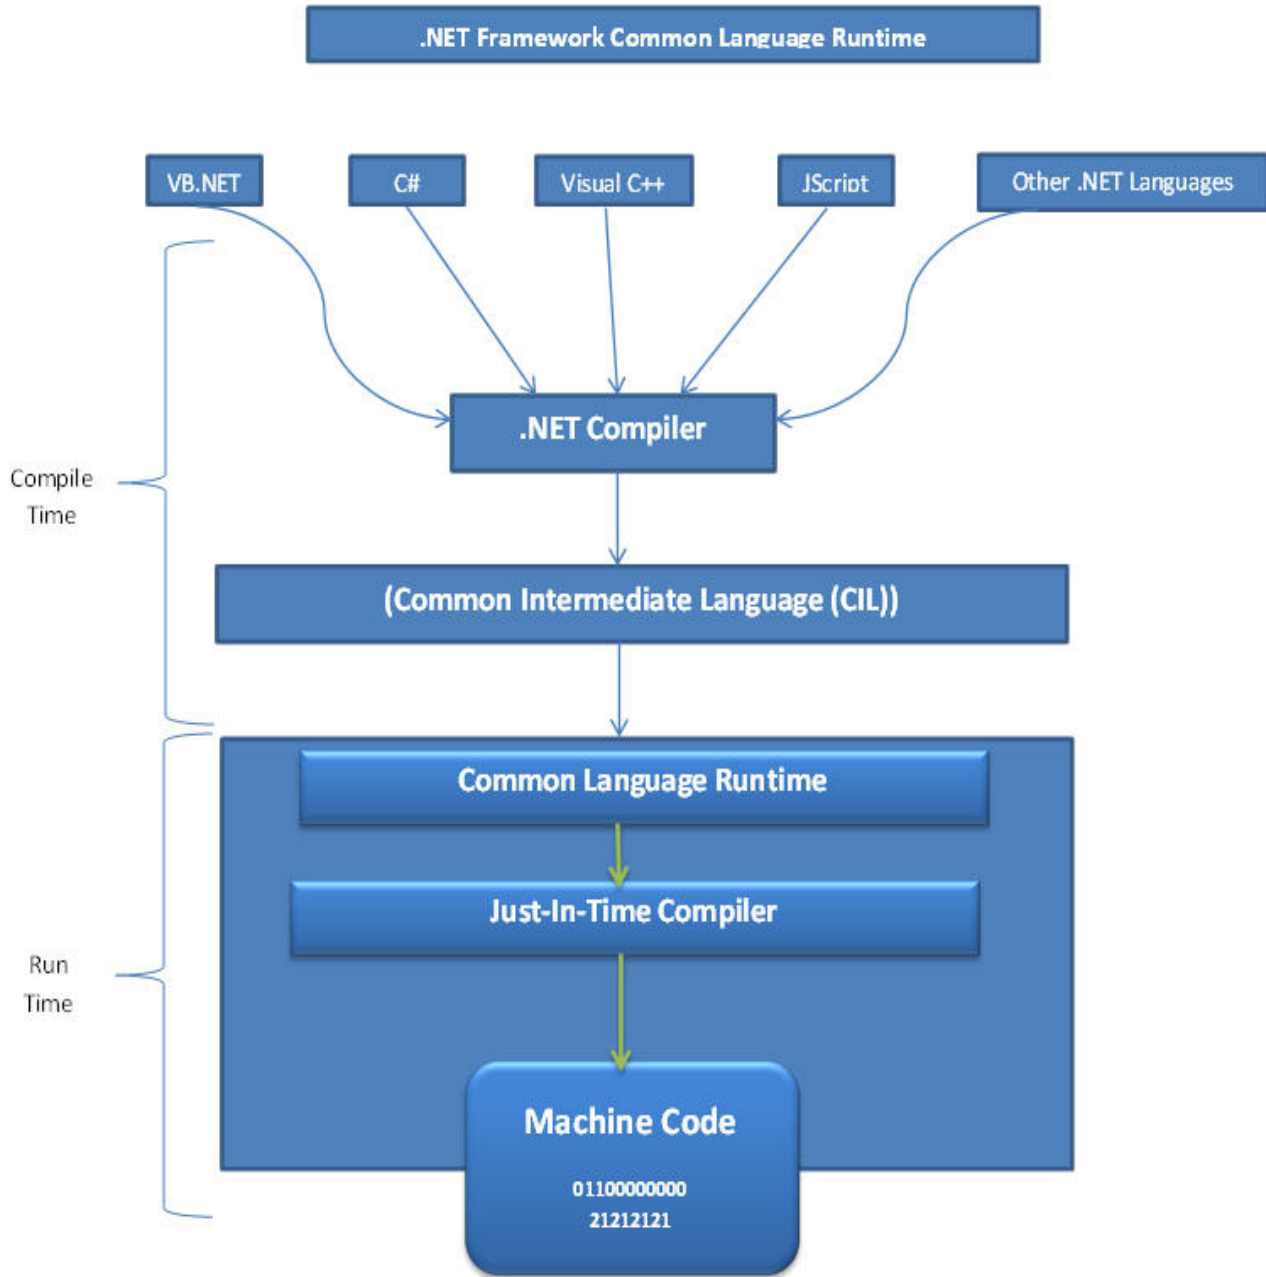 .NET Framework Common Language Runtime
VB.NET
C#
Visual C++
JScript
Other .NET Languages
.NET Compiler
Compile
Time
(Common Intermediate Language (CIL))
Common Language Runtime
Just-In-Time Compiler
Run
Time
Machine Code
01100000000
21212121